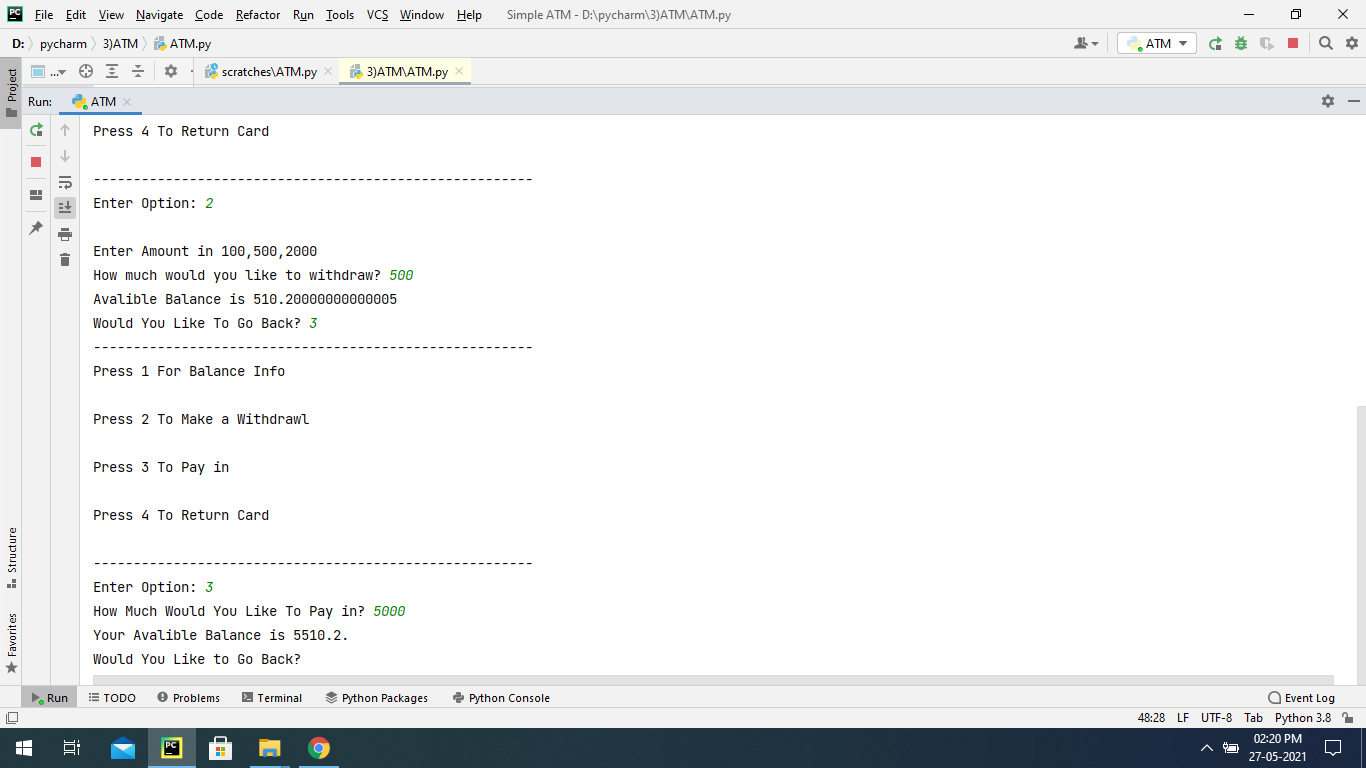 File Edit View Navigate Code Refactor Run Tools VCS Window Help Simple ATM - D:\pycharm\3)ATM\ATM.py
D: pycharm 3)ATM ATM.py ATM
Project ... scratches\ATM.py 3)ATM\ATM.py
Run: ATM
Press 4 To Return Card
-------------------------------------------------------
Enter Option: 2
Enter Amount in 100,500,2000
How much would you like to withdraw? 500
Avalible Balance is 510.20000000000005
Would You Like To Go Back? 3
-------------------------------------------------------
Press 1 For Balance Info
Press 2 To Make a Withdrawl
Press 3 To Pay in
Press 4 To Return Card
-------------------------------------------------------
Enter Option: 3
How Much Would You Like To Pay in? 5000
Your Avalible Balance is 5510.2.
Would You Like to Go Back?
Structure
Favorites
Run TODO Problems Terminal Python Packages Python Console Event Log
48:28 LF UTF-8 Tab Python 3.8
PC
02:20 PM
27-05-2021